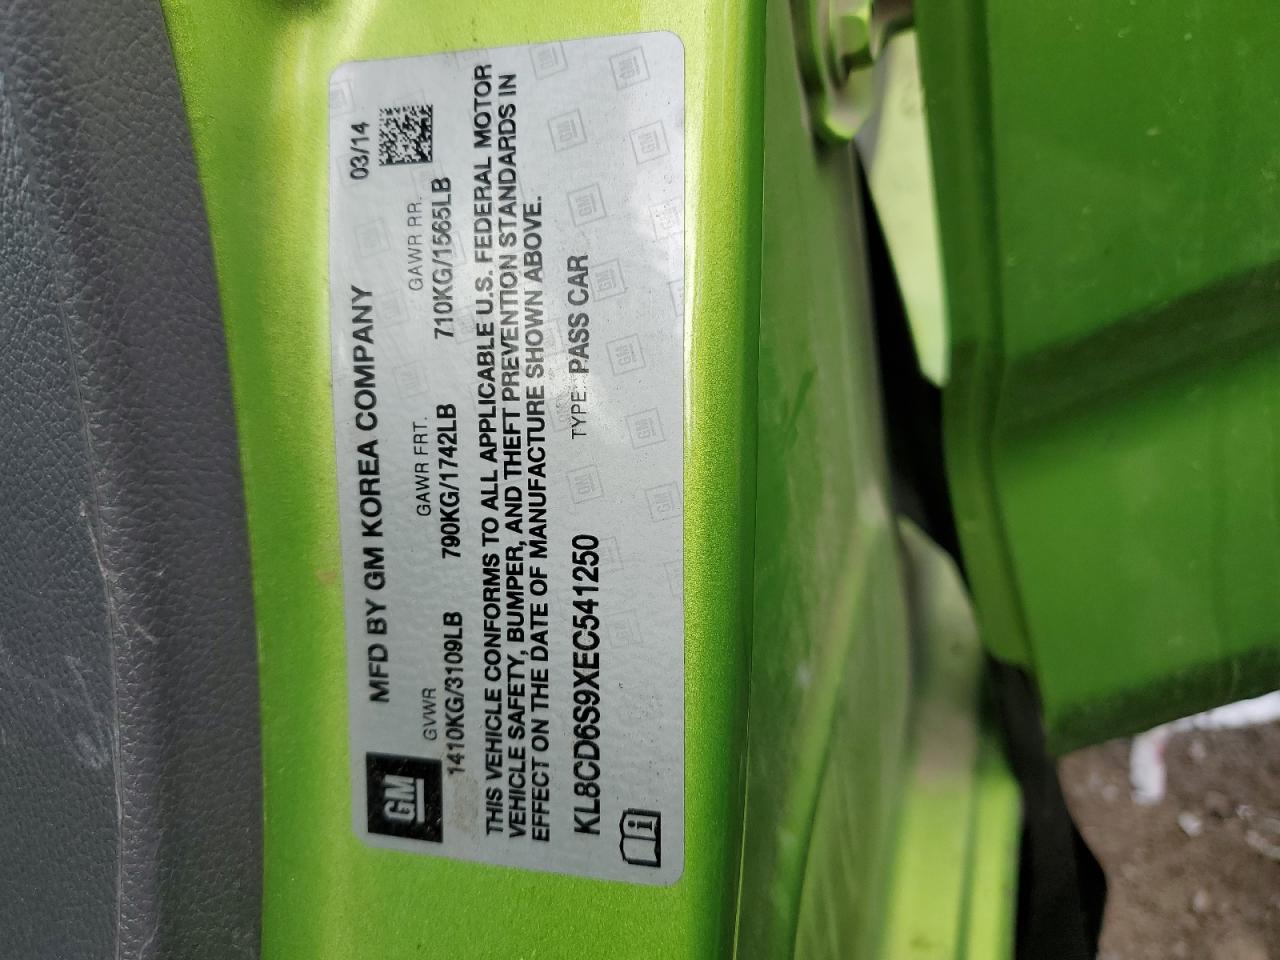 GM
MFD BY GM KOREA COMPANY 03/14
GVWR GAWR FRT. GAWR RR.
1410KG/3109LB 790KG/1742LB 710KG/1565LB
THIS VEHICLE CONFORMS TO ALL APPLICABLE U.S. FEDERAL MOTOR
VEHICLE SAFETY, BUMPER, AND THEFT PREVENTION STANDARDS IN
EFFECT ON THE DATE OF MANUFACTURE SHOWN ABOVE.
KL8CD6S9XEC541250 TYPE: PASS CAR